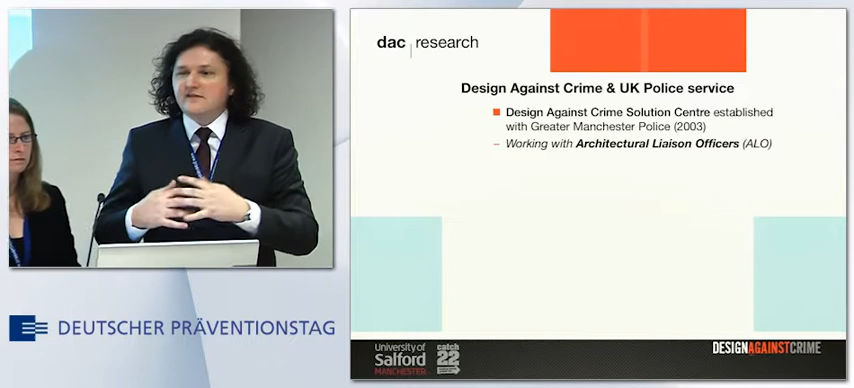 dac research
Design Against Crime & UK Police service
Design Against Crime Solution Centre established
with Greater Manchester Police (2003)
– Working with Architectural Liaison Officers (ALO)
DEUTSCHER PRÄVENTIONSTAG
University of
Salford
MANCHESTER
catch
22
DESIGNAGAINSTCRIME